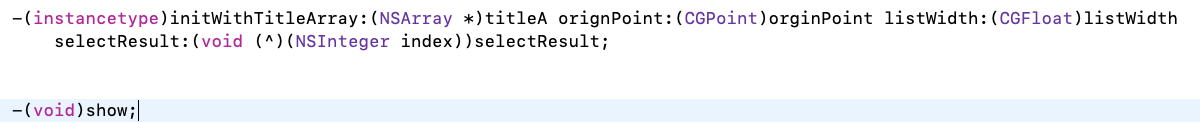 -(instancetype)initWithTitleArray:(NSArray *)titleA orignPoint:(CGPoint)orginPoint listWidth:(CGFloat)listWidth
selectResult:(void (^)(NSInteger index))selectResult;
-(void)show;